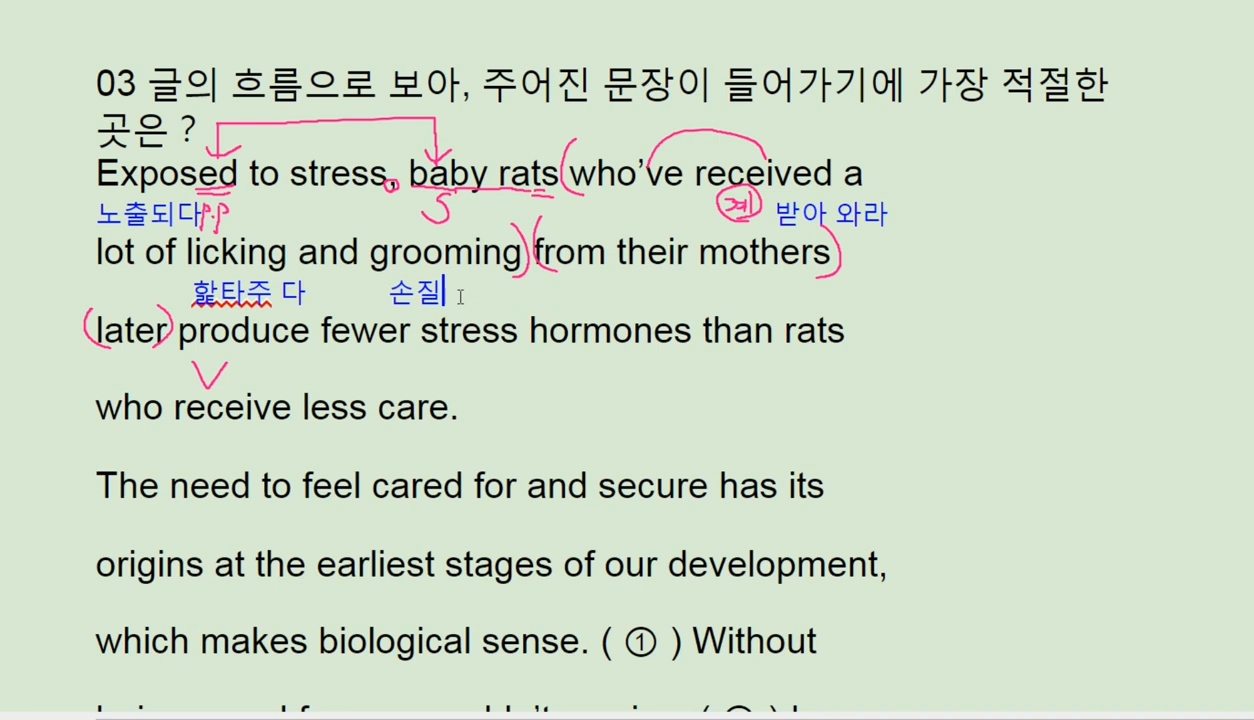 03 글의 흐름으로 보아, 주어진 문장이 들어가기에 가장 적절한
곳은 ?
Exposed to stress, baby rats who've received a
노출되다 p.p S 계 받아 와라
lot of licking and grooming from their mothers
핥타주 다 손질
later produce fewer stress hormones than rats
V
who receive less care.
The need to feel cared for and secure has its
origins at the earliest stages of our development,
which makes biological sense. ( ① ) Without